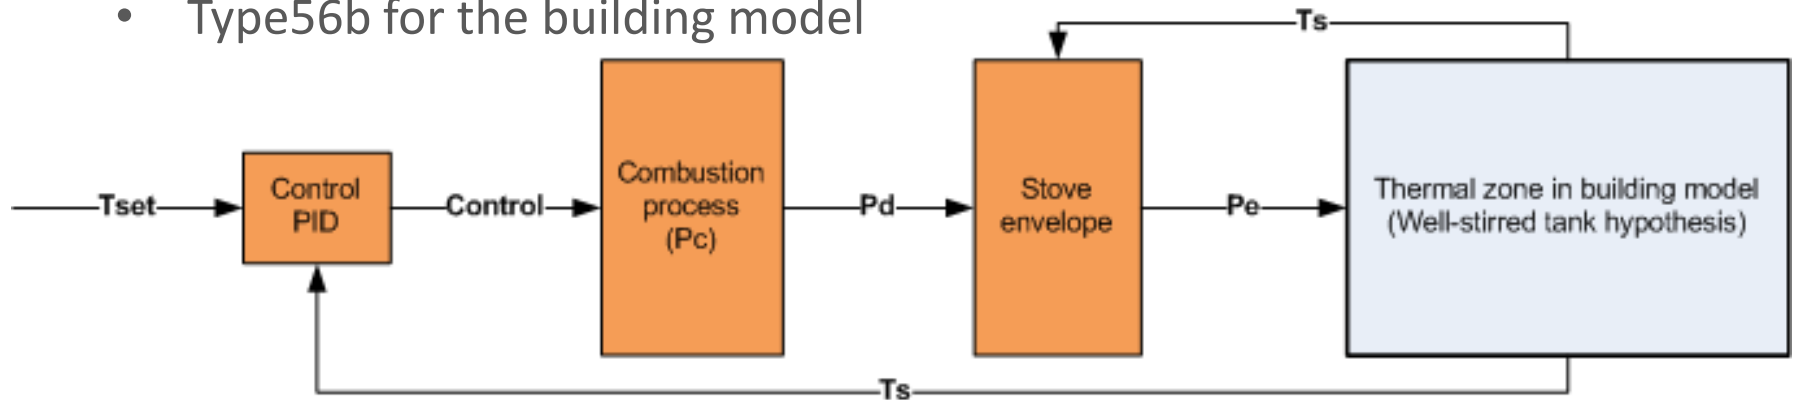 • Type56b for the building model
Ts
Tset
Control
PID
Control
Combustion
process
(Pc)
Pd
Stove
envelope
Pe
Thermal zone in building model
(Well-stirred tank hypothesis)
Ts